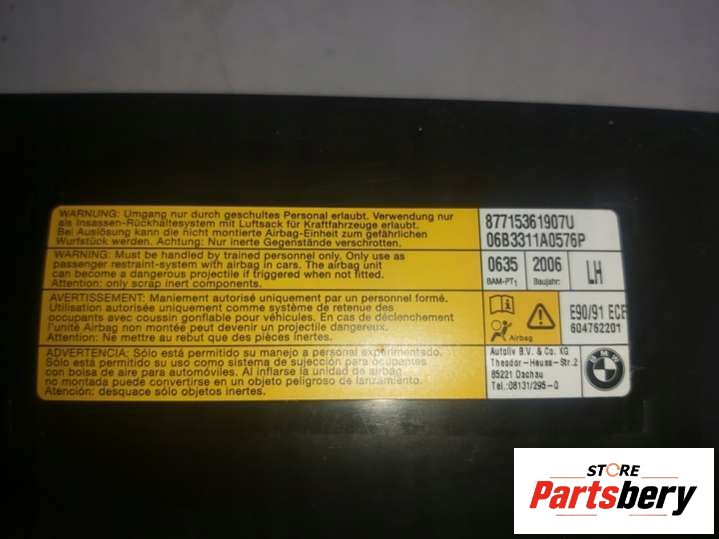 WARNUNG: Umgang nur durch geschultes Personal erlaubt. Verwendung nur
als Insassen-Rückhaltesystem mit Luftsack für Kraftfahrzeuge erlaubt.
Bei Auslösung kann die nicht montierte Airbag-Einheit zum gefährlichen
Wurfstück werden. Achtung: Nur inerte Gegenstände verschrotten.
WARNING: Must be handled by trained personnel only. Only use as
passenger restraint-system with airbag in cars. The airbag unit
can become a dangerous projectile if triggered when not fitted.
Attention: only scrap inert components.
AVERTISSEMENT: Maniement autorisé uniquement par un personnel formé.
Utilisation autorisée uniquement comme système de retenue des
occupants avec coussin gonflable pour véhicules. En cas de déclenchement
l'unité Airbag non montée peut devenir un projectile dangereux.
Attention: Ne mettre au rebut que des pièces inertes.
ADVERTENCIA: Sólo está permitido su manejo a personal experimentado.
Sólo está permitido su uso como sistema de sujeción para ocupantes
con bolsa de aire para automóviles. Al inflarse la unidad de airbag
no montada puede convertirse en un objeto peligroso de lanzamiento.
Atención: desguace sólo objetos inertes.
87715361907U
06B3311A0576P
0635 2006 LH
BAM-PT1 Baujahr:
E90/91 ECE
604762201
Airbag
Autoliv B.V. & Co. KG
Theodor-Heuss-Str.2
85221 Dachau
Tel.:08131/295-0
BMW
STORE
Partsbery